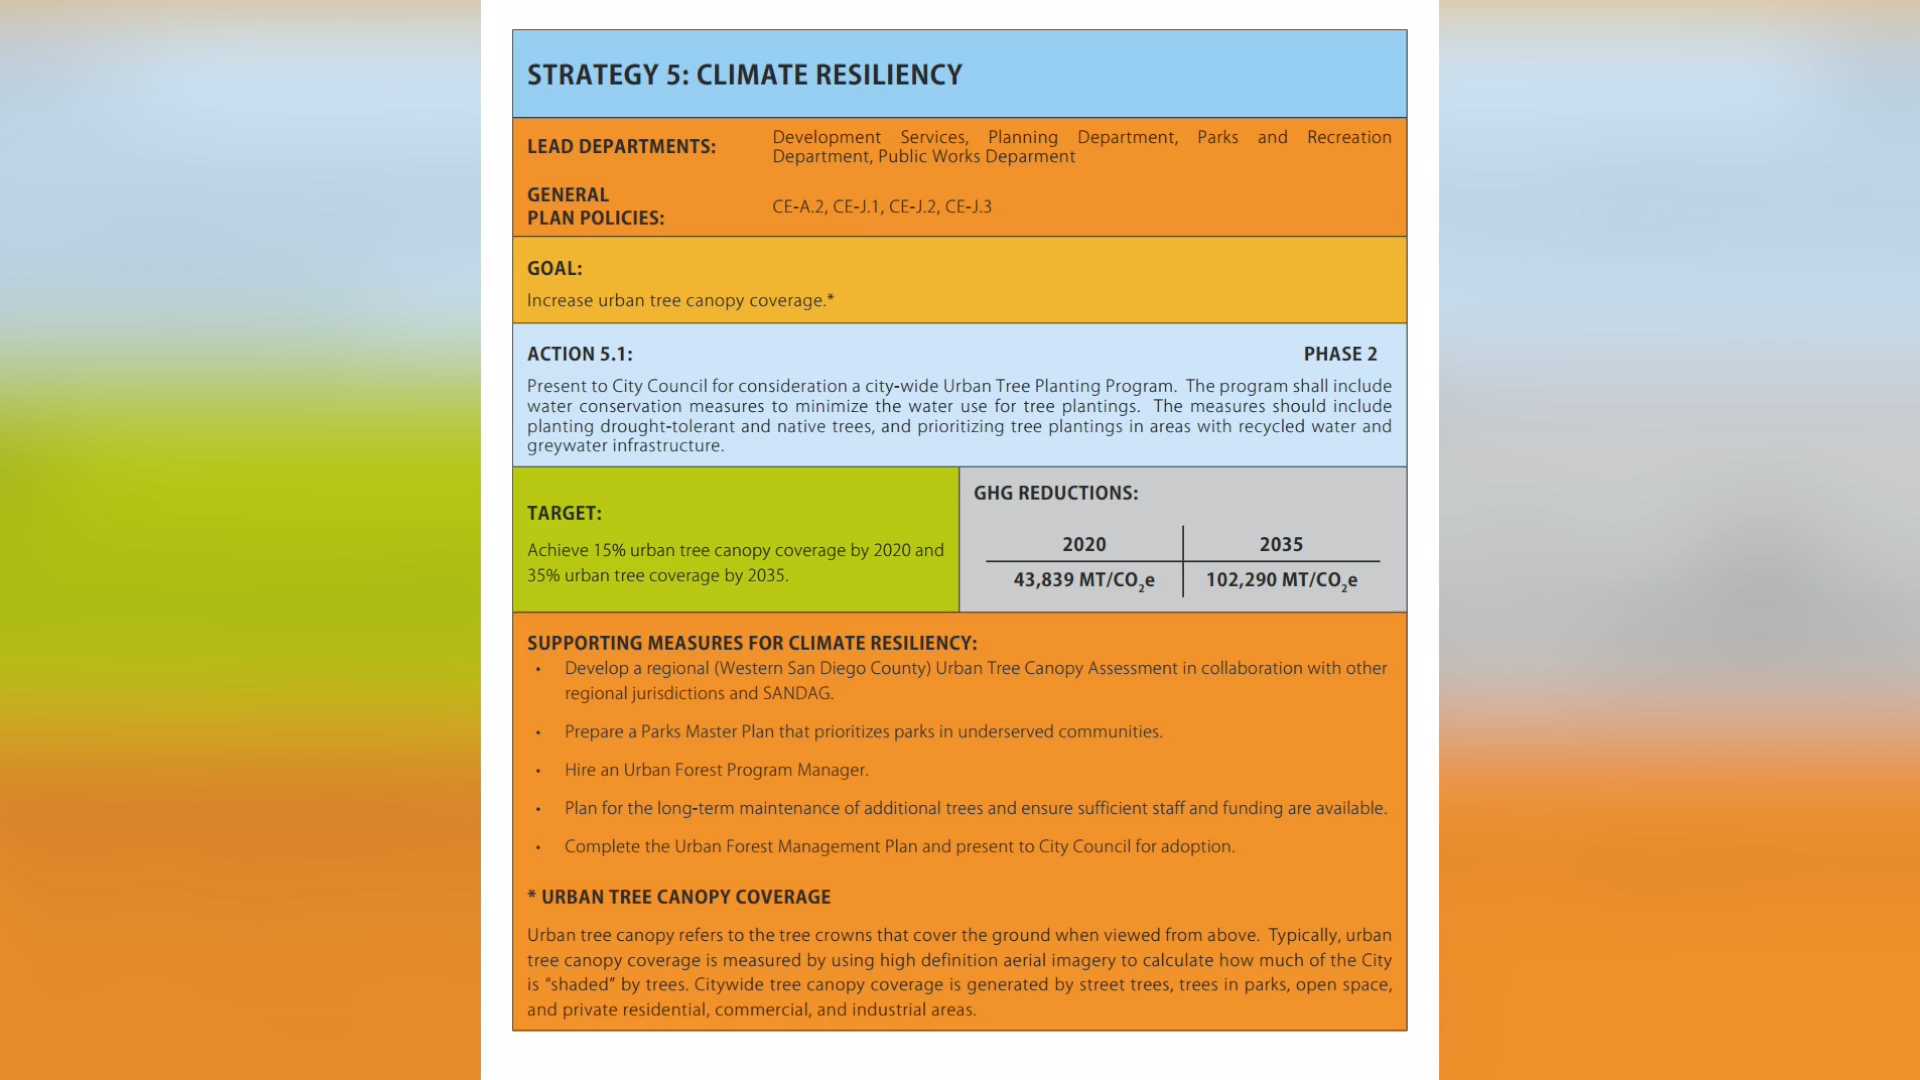 STRATEGY 5: CLIMATE RESILIENCY
LEAD DEPARTMENTS:
Development Services, Planning Department, Parks and Recreation
Department, Public Works Deparment
GENERAL
PLAN POLICIES:
CE-A.2, CE-J.1, CE-J.2, CE-J.3
GOAL:
Increase urban tree canopy coverage.*
ACTION 5.1:
PHASE 2
Present to City Council for consideration a city-wide Urban Tree Planting Program. The program shall include
water conservation measures to minimize the water use for tree plantings. The measures should include
planting drought-tolerant and native trees, and prioritizing tree plantings in areas with recycled water and
greywater infrastructure.
TARGET:
Achieve 15% urban tree canopy coverage by 2020 and
35% urban tree coverage by 2035.
GHG REDUCTIONS:
2020 2035
43,839 MT/CO₂e 102,290 MT/CO₂e
SUPPORTING MEASURES FOR CLIMATE RESILIENCY:
• Develop a regional (Western San Diego County) Urban Tree Canopy Assessment in collaboration with other
regional jurisdictions and SANDAG.
• Prepare a Parks Master Plan that prioritizes parks in underserved communities.
• Hire an Urban Forest Program Manager.
• Plan for the long-term maintenance of additional trees and ensure sufficient staff and funding are available.
• Complete the Urban Forest Management Plan and present to City Council for adoption.
* URBAN TREE CANOPY COVERAGE
Urban tree canopy refers to the tree crowns that cover the ground when viewed from above. Typically, urban
tree canopy coverage is measured by using high definition aerial imagery to calculate how much of the City
is “shaded” by trees. Citywide tree canopy coverage is generated by street trees, trees in parks, open space,
and private residential, commercial, and industrial areas.